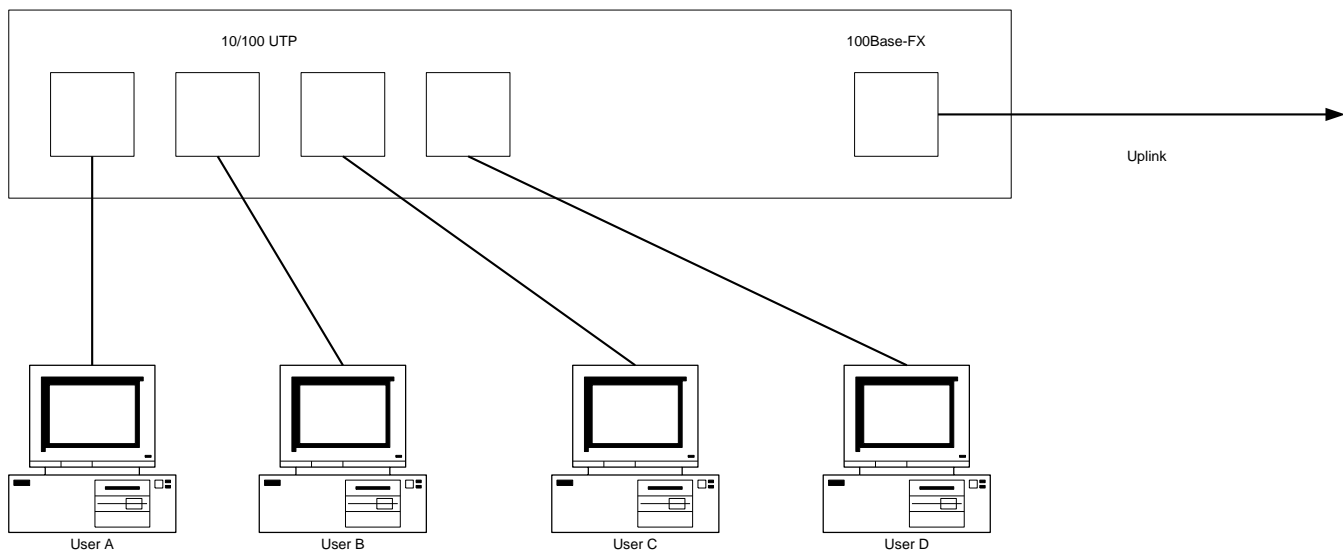 10/100 UTP
100Base-FX
Uplink
User A
User B
User C
User D